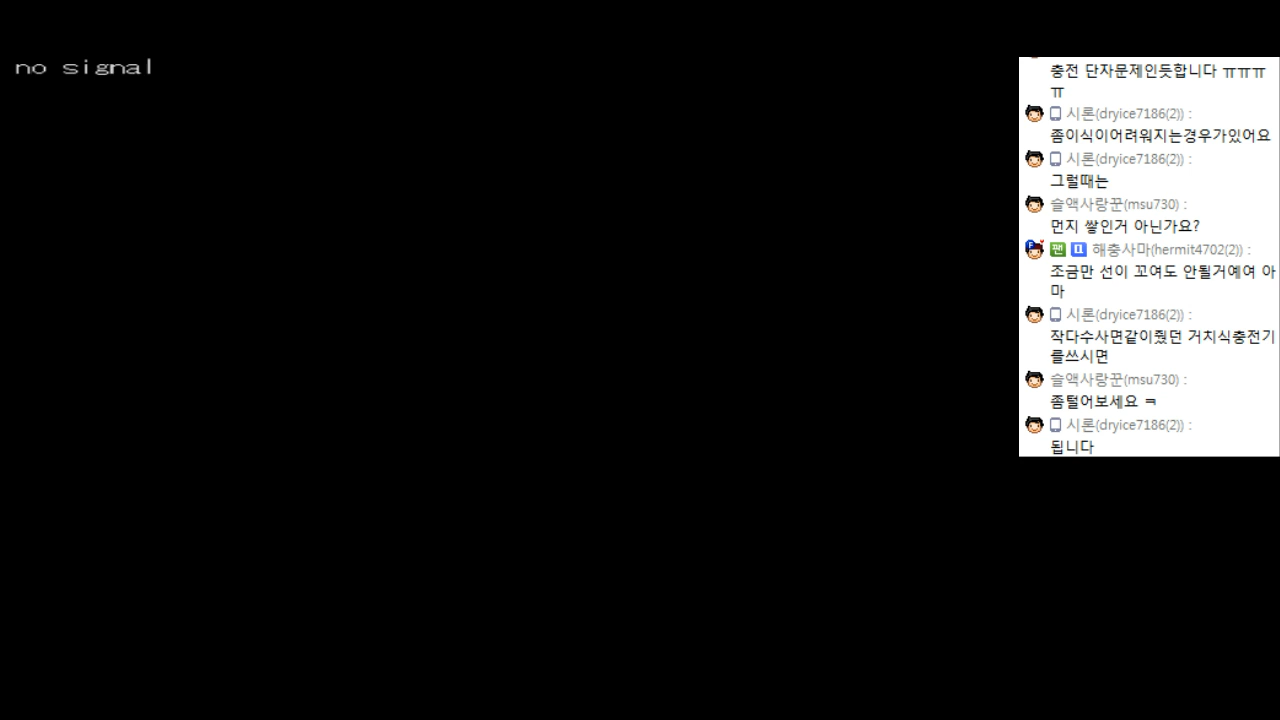 no signal
충전 단자문제인듯합니다 ㅠㅠㅠ
ㅠ
시론(dryice7186(2)) :
좀이식이어려워지는경우가있어요
시론(dryice7186(2)) :
그럴때는
슬액사랑꾼(msu730) :
먼지 쌓인거 아닌가요?
팬 해충사마(hermit4702(2)) :
조금만 선이 꼬여도 안될거예여 아
마
시론(dryice7186(2)) :
작다수사면같이줬던 거치식충전기
를쓰시면
슬액사랑꾼(msu730) :
좀털어보세요 ㅋ
시론(dryice7186(2)) :
됩니다